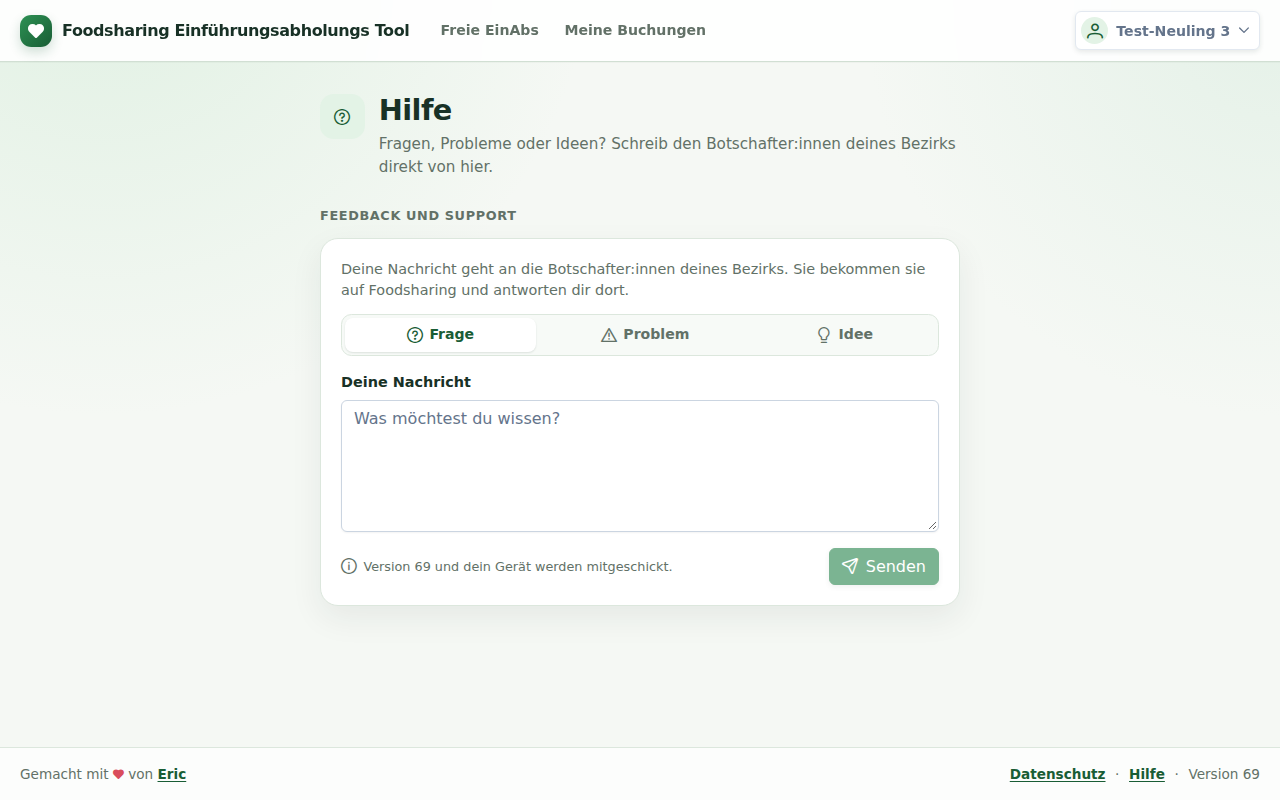 Foodsharing Einführungsabholungs Tool
Freie EinAbs
Meine Buchungen
Test-Neuling 3
Hilfe
Fragen, Probleme oder Ideen? Schreib den Botschafter:innen deines Bezirks
direkt von hier.
FEEDBACK UND SUPPORT
Deine Nachricht geht an die Botschafter:innen deines Bezirks. Sie bekommen sie
auf Foodsharing und antworten dir dort.
Frage
Problem
Idee
Deine Nachricht
Was möchtest du wissen?
Version 69 und dein Gerät werden mitgeschickt.
Senden
Gemacht mit von Eric
Datenschutz · Hilfe · Version 69